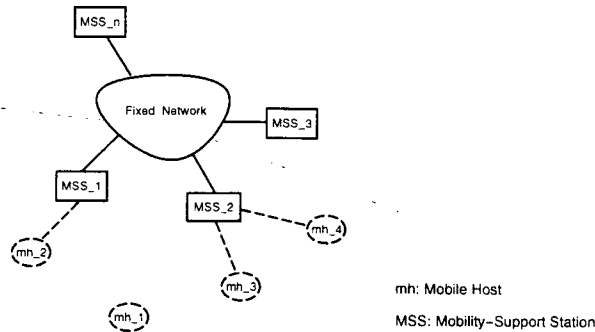 MSS_n
Fixed Network
MSS_3
MSS_1
MSS_2
mh_4
mh_2
mh_3
mh_1
mh: Mobile Host
MSS: Mobility-Support Station